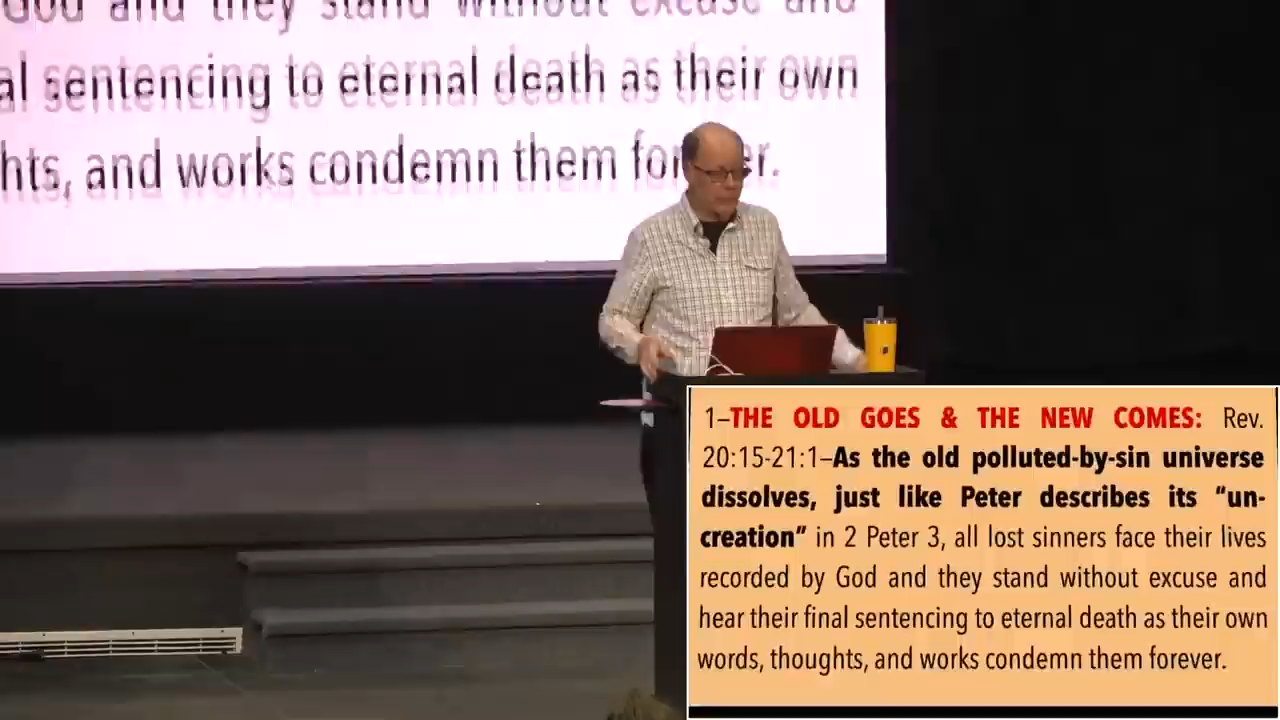 God and they stand without excuse and
al sentencing to eternal death as their own
hts, and works condemn them for er.
1–THE OLD GOES & THE NEW COMES: Rev.
20:15-21:1–As the old polluted-by-sin universe
dissolves, just like Peter describes its “un-
creation” in 2 Peter 3, all lost sinners face their lives
recorded by God and they stand without excuse and
hear their final sentencing to eternal death as their own
words, thoughts, and works condemn them forever.